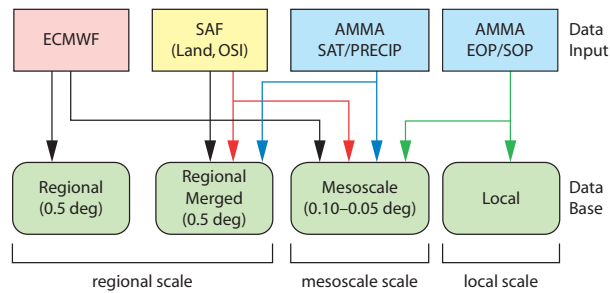 ECMWF
SAF
(Land, OSI)
AMMA
SAT/PRECIP
AMMA
EOP/SOP
Data
Input
Regional
(0.5 deg)
Regional
Merged
(0.5 deg)
Mesoscale
(0.10–0.05 deg)
Local
Data
Base
regional scale
mesoscale scale
local scale